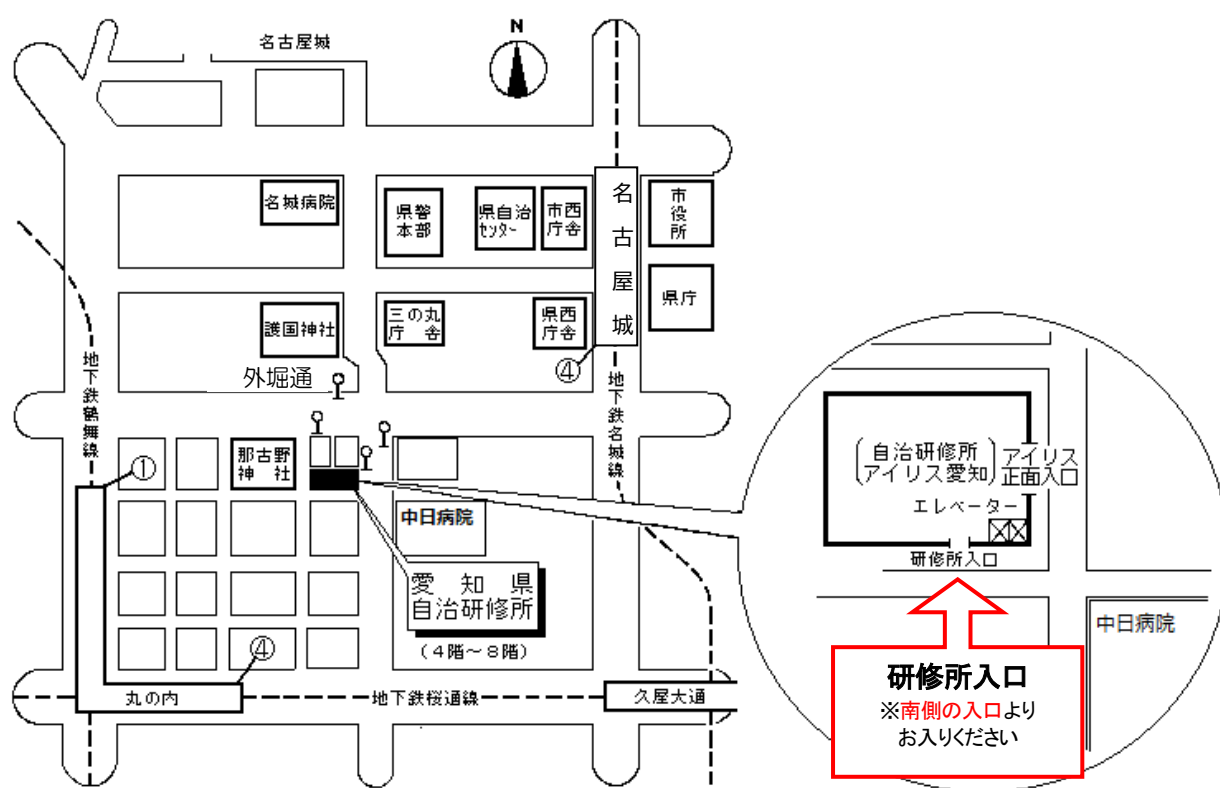 名古屋城
N
名城病院
県警
本部
県自治
センター
市西
庁舎
名古屋城
市役所
県庁
護国神社
三の丸
庁舎
県西
庁舎
④
外堀通
地下鉄鶴舞線
地下鉄名城線
①
那古野
神社
中日病院
愛知県
自治研修所
(4階~8階)
④
丸の内
地下鉄桜通線
久屋大通
自治研修所
アイリス愛知
アイリス
正面入口
エレベーター
研修所入口
中日病院
研修所入口
※南側の入口より
お入りください